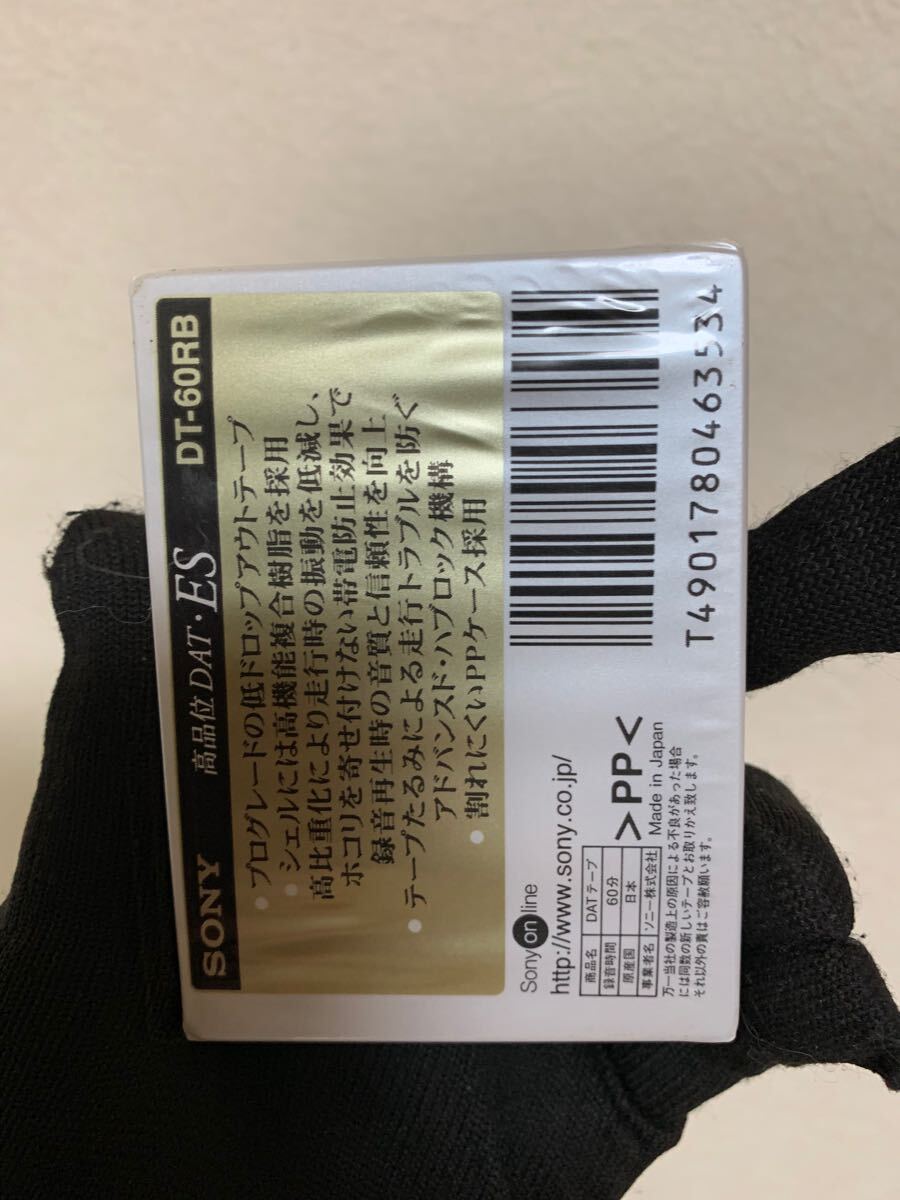 SONY 高品位DAT・ES DT-60RB
・プログレードの低ドロップアウトテープ
・シェルには高機能複合樹脂を採用
高比重化により走行時の振動を低減し、
ホコリを寄せ付けない帯電防止効果で
録音再生時の音質と信頼性を向上
・テープたるみによる走行トラブルを防ぐ
アドバンスド・ハブロック機構
・割れにくいPPケース採用
Sony on line
http://www.sony.co.jp/
商品名 DATテープ
録音時間 60分
原産国 日本
事業者名 ソニー株式会社
>PP<
Made in Japan
万一当社の製造上の原因による不良があった場合
には同数の新しいテープとお取りかえ致します。
それ以外の責はご容赦願います。
T4901780463534